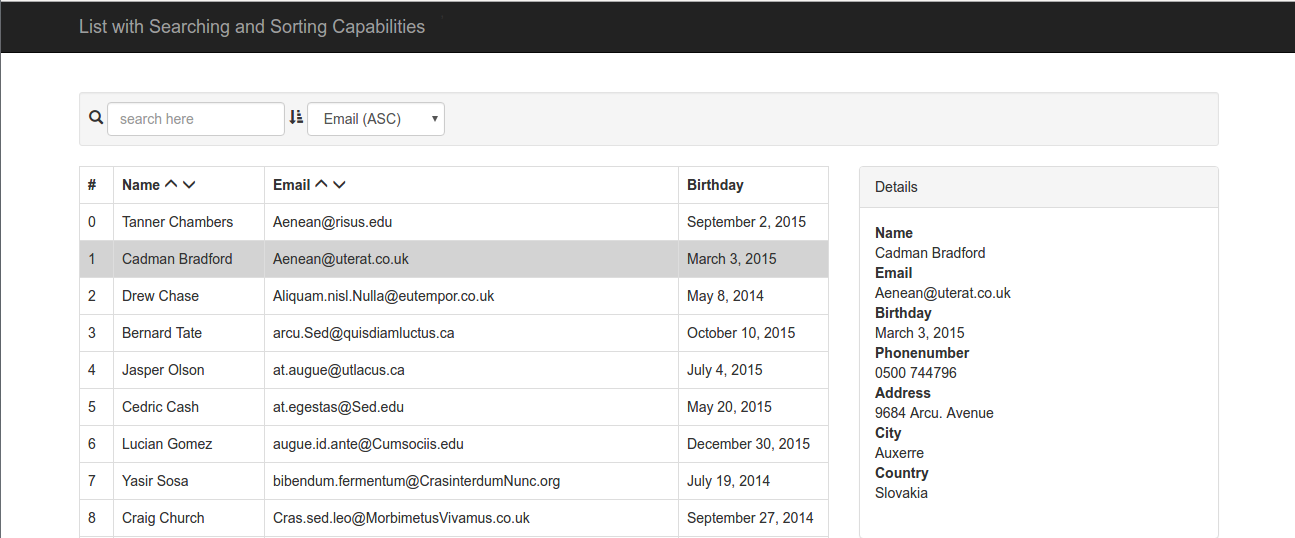 List with Searching and Sorting Capabilities
search here Email (ASC)
# Name Email Birthday
0 Tanner Chambers Aenean@risus.edu September 2, 2015
1 Cadman Bradford Aenean@uterat.co.uk March 3, 2015
2 Drew Chase Aliquam.nisl.Nulla@eutempor.co.uk May 8, 2014
3 Bernard Tate arcu.Sed@quisdiamluctus.ca October 10, 2015
4 Jasper Olson at.augue@utlacus.ca July 4, 2015
5 Cedric Cash at.egestas@Sed.edu May 20, 2015
6 Lucian Gomez augue.id.ante@Cumsociis.edu December 30, 2015
7 Yasir Sosa bibendum.fermentum@CrasinterdumNunc.org July 19, 2014
8 Craig Church Cras.sed.leo@MorbimetusVivamus.co.uk September 27, 2014
Details
Name
Cadman Bradford
Email
Aenean@uterat.co.uk
Birthday
March 3, 2015
Phonenumber
0500 744796
Address
9684 Arcu. Avenue
City
Auxerre
Country
Slovakia